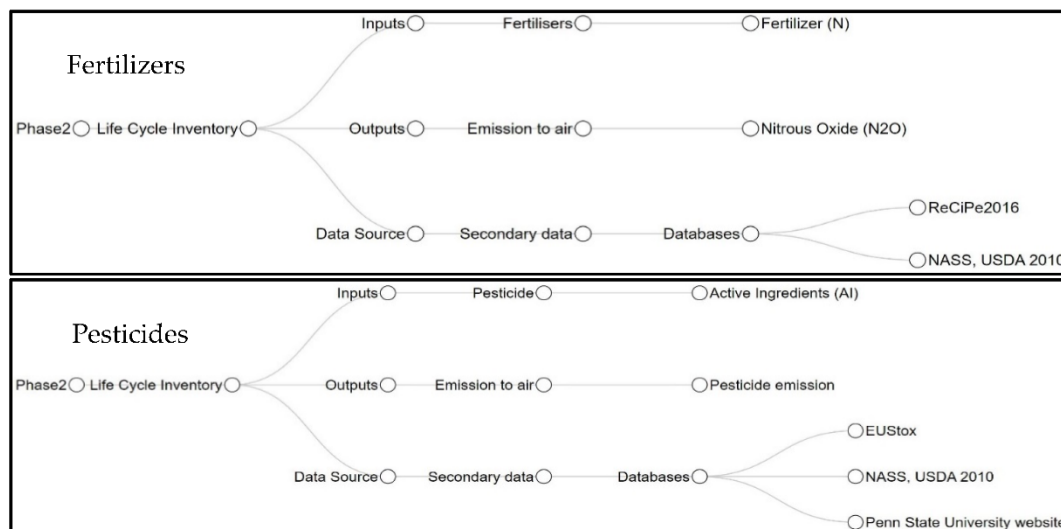 Inputs Fertilisers Fertilizer (N)
Fertilizers
Phase2 Life Cycle Inventory Outputs Emission to air Nitrous Oxide (N2O)
ReCiPe2016
Data Source Secondary data Databases
NASS, USDA 2010
Inputs Pesticide Active Ingredients (AI)
Pesticides
Phase2 Life Cycle Inventory Outputs Emission to air Pesticide emission
EUStox
Data Source Secondary data Databases NASS, USDA 2010
Penn State University website